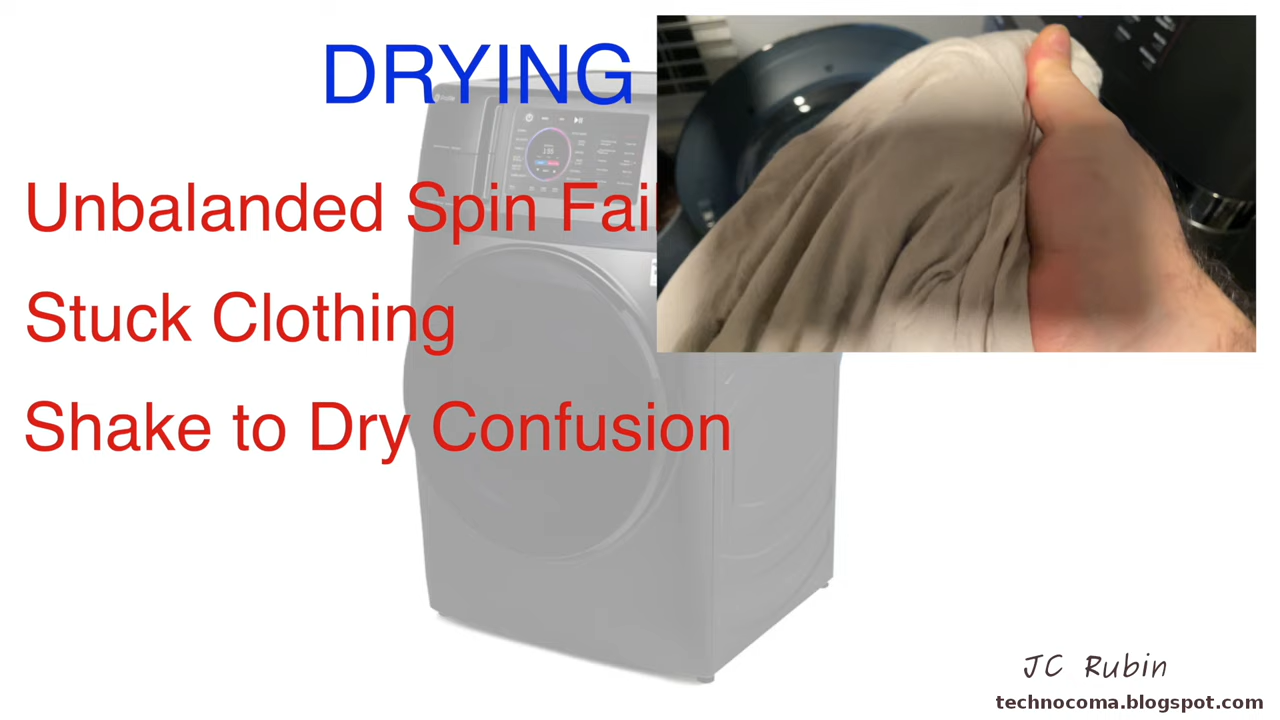 DRYING
Unbalanded Spin Fai
Stuck Clothing
Shake to Dry Confusion
JC Rubin
technocoma.blogspot.com